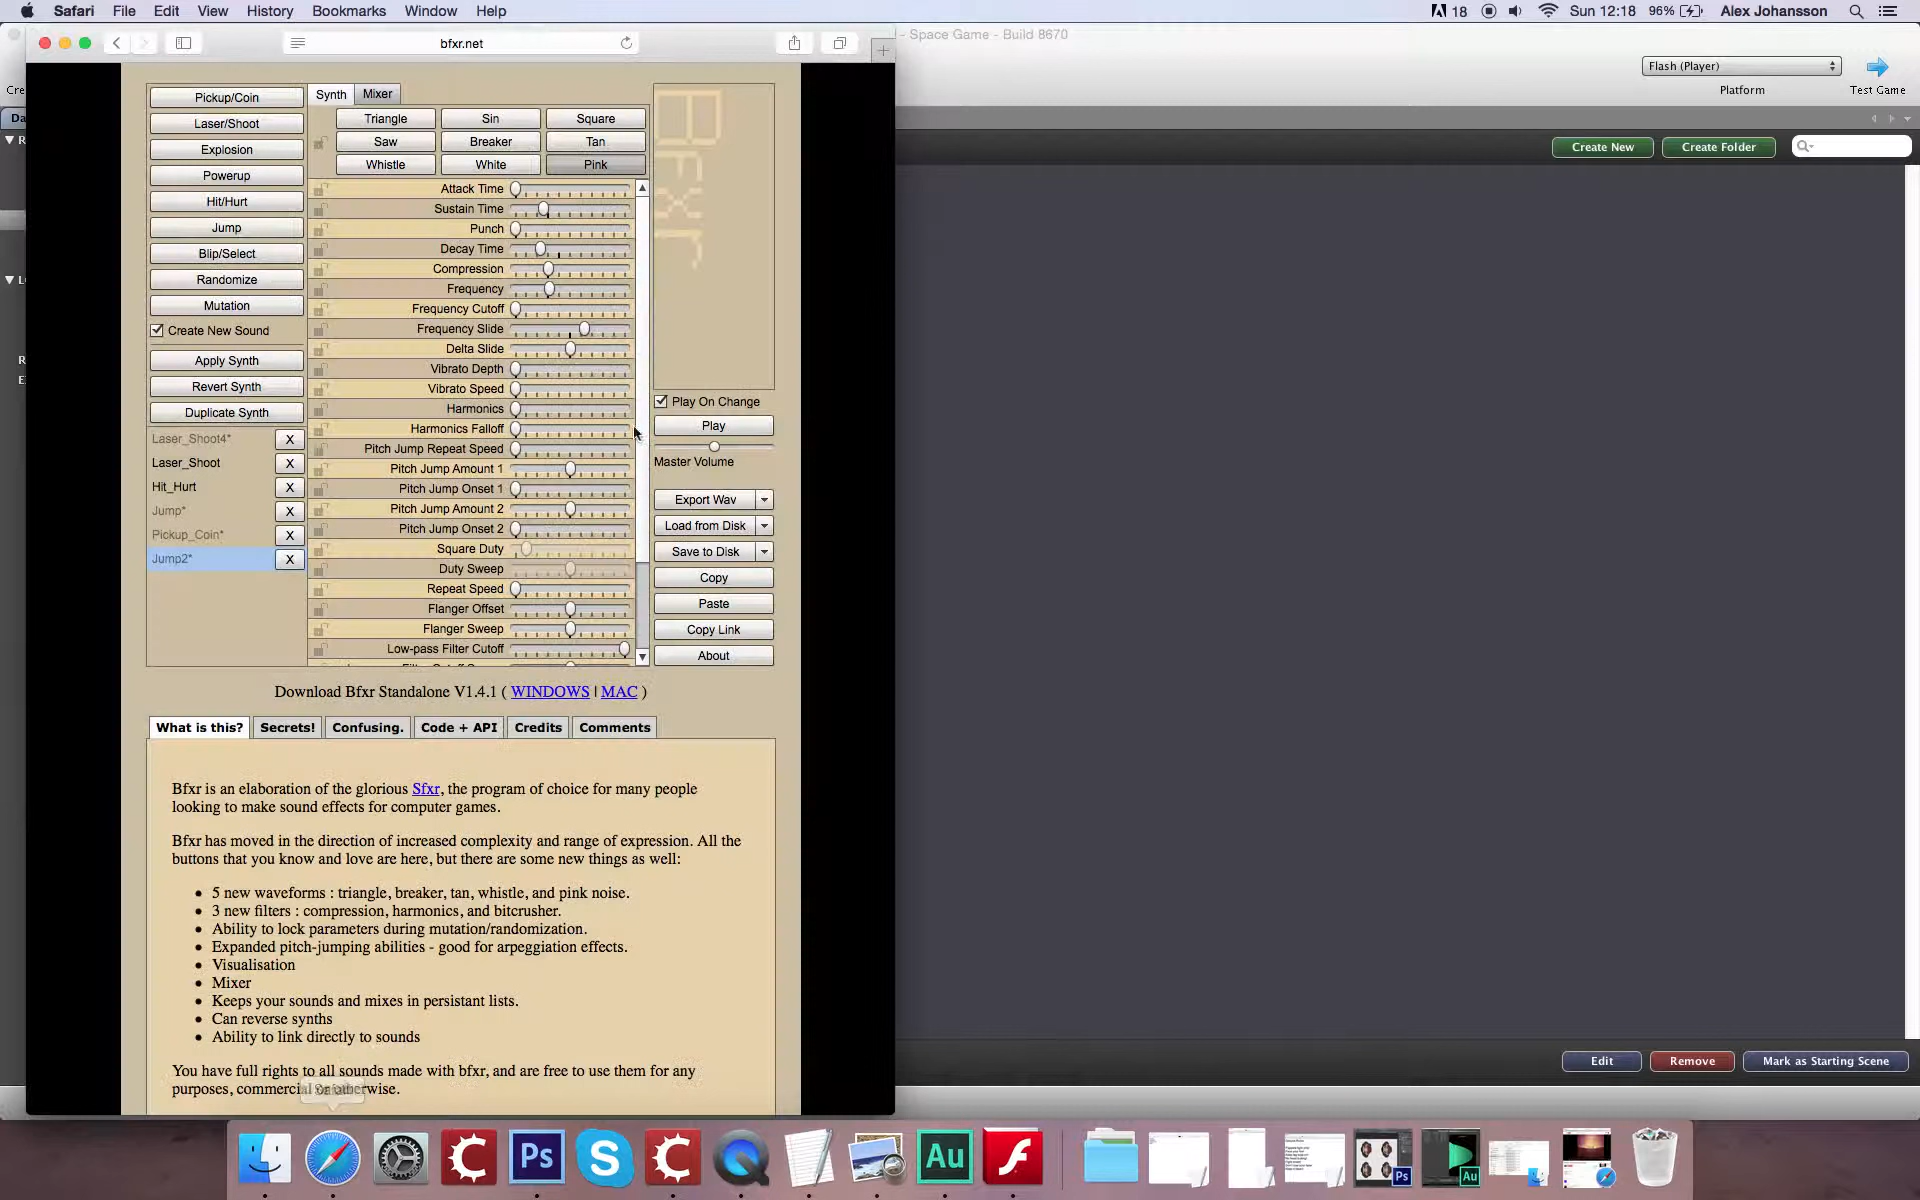 Safari File Edit View History Bookmarks Window Help
18 Sun 12:18 96% Alex Johansson
bfxr.net
- Space Game - Build 8670
Flash (Player)
Platform
Test Game
Create New
Create Folder
Pickup/Coin
Laser/Shoot
Explosion
Powerup
Hit/Hurt
Jump
Blip/Select
Randomize
Mutation
Create New Sound
Apply Synth
Revert Synth
Duplicate Synth
Laser_Shoot4* X
Laser_Shoot X
Hit_Hurt X
Jump* X
Pickup_Coin* X
Jump2* X
Synth Mixer
Triangle Sin Square
Saw Breaker Tan
Whistle White Pink
Attack Time
Sustain Time
Punch
Decay Time
Compression
Frequency
Frequency Cutoff
Frequency Slide
Delta Slide
Vibrato Depth
Vibrato Speed
Harmonics
Harmonics Falloff
Pitch Jump Repeat Speed
Pitch Jump Amount 1
Pitch Jump Onset 1
Pitch Jump Amount 2
Pitch Jump Onset 2
Square Duty
Duty Sweep
Repeat Speed
Flanger Offset
Flanger Sweep
Low-pass Filter Cutoff
Bfxr
Play On Change
Play
Master Volume
Export Wav
Load from Disk
Save to Disk
Copy
Paste
Copy Link
About
Download Bfxr Standalone V1.4.1 ( WINDOWS | MAC )
What is this? Secrets! Confusing. Code + API Credits Comments
Bfxr is an elaboration of the glorious Sfxr, the program of choice for many people
looking to make sound effects for computer games.
Bfxr has moved in the direction of increased complexity and range of expression. All the
buttons that you know and love are here, but there are some new things as well:
• 5 new waveforms : triangle, breaker, tan, whistle, and pink noise.
• 3 new filters : compression, harmonics, and bitcrusher.
• Ability to lock parameters during mutation/randomization.
• Expanded pitch-jumping abilities - good for arpeggiation effects.
• Visualisation
• Mixer
• Keeps your sounds and mixes in persistant lists.
• Can reverse synths
• Ability to link directly to sounds
You have full rights to all sounds made with bfxr, and are free to use them for any
purposes,
Edit
Remove
Mark as Starting Scene
Ps
Au
Ps
Au